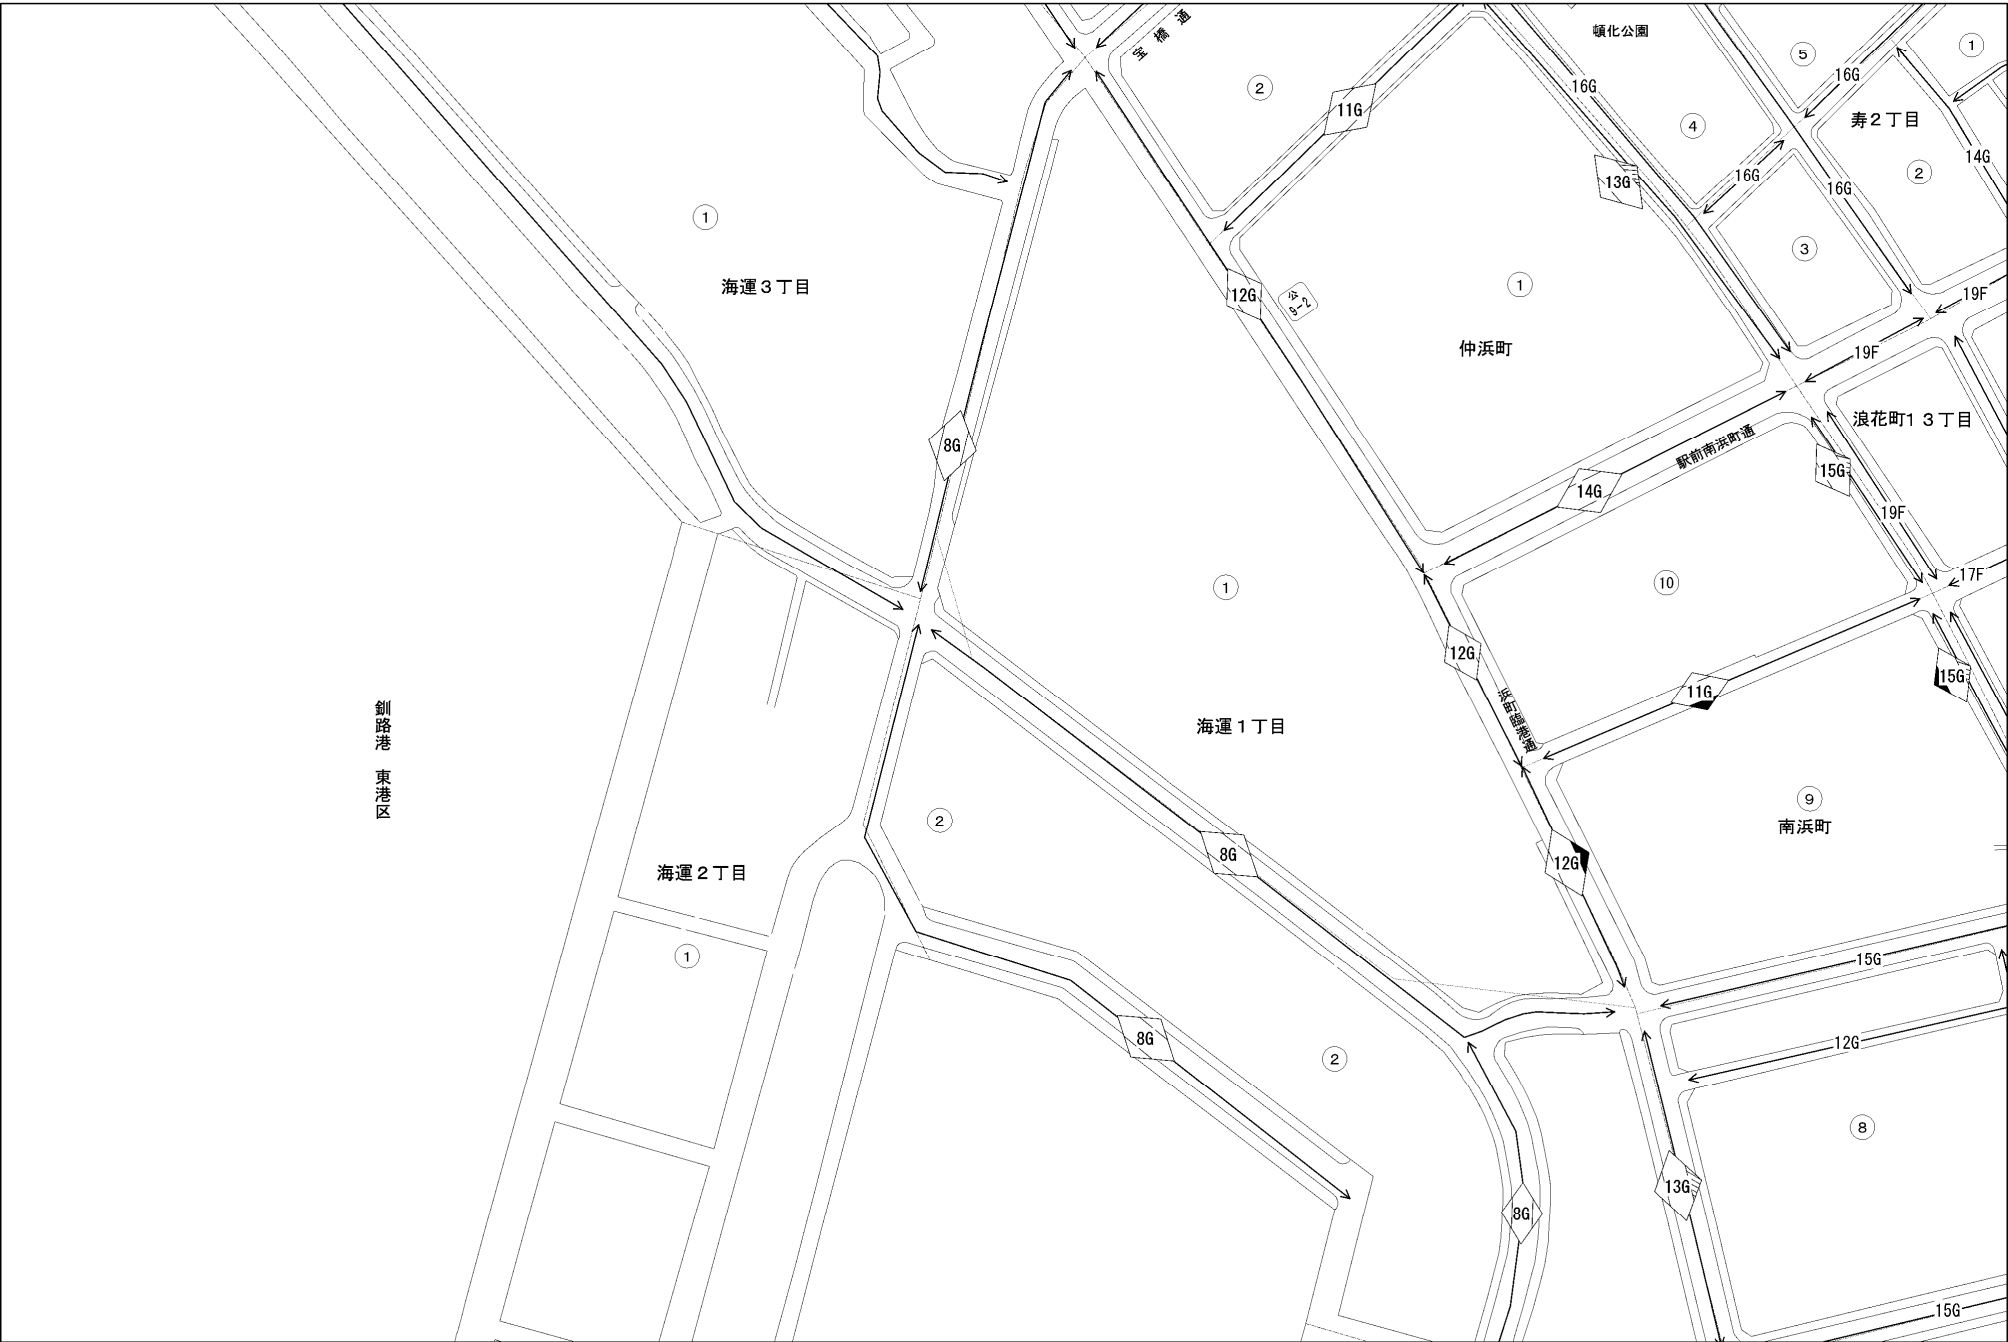 宝橋通
頓化公園
5
1
2
11G
16G
16G
4
寿2丁目
13G
14G
16G
16G
2
1
3
海運3丁目
12G
公
9-2
1
19F
仲浜町
19F
浪花町13丁目
8G
駅前南浜町通
15G
14G
19F
17F
10
1
12G
15G
11G
浜町臨港通
海運1丁目
釧路港 東港区
9
南浜町
2
8G
12G
海運2丁目
1
15G
8G
12G
2
8
13G
8G
15G